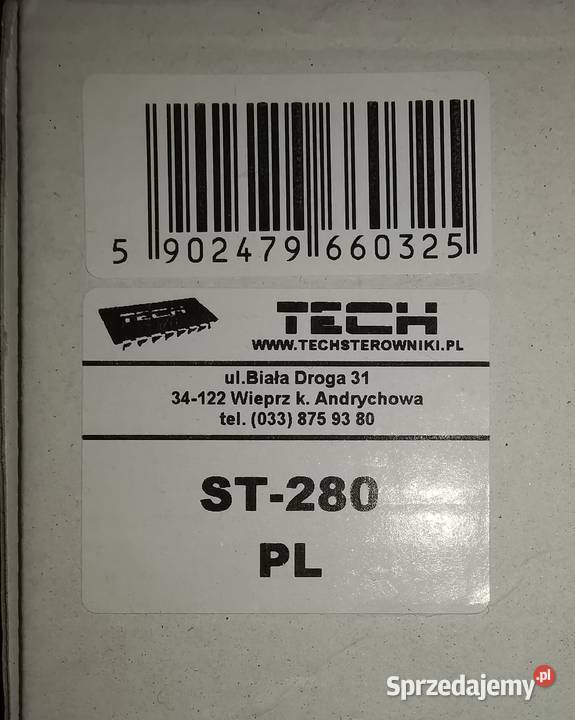 5 902479 660325
TECH
TECH
WWW.TECHSTEROWNIKI.PL
ul.Biała Droga 31
34-122 Wieprz k. Andrychowa
tel. (033) 875 93 80
ST-280
PL
Sprzedajemy.pl